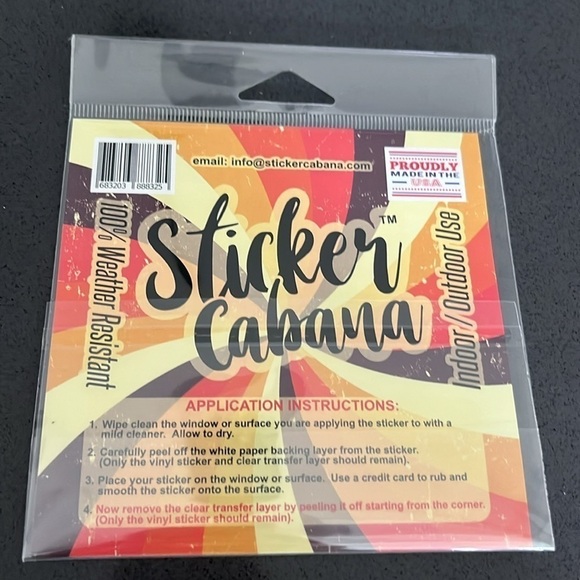 683203 888325
email: info@stickercabana.com
PROUDLY
MADE IN THE
U.S.A.
100% Weather Resistant
Sticker™
Cabana
Indoor // Outdoor Use
APPLICATION INSTRUCTIONS:
1. Wipe clean the window or surface you are applying the sticker to with a
mild cleaner. Allow to dry.
2. Carefully peel off the white paper backing layer from the sticker.
(Only the vinyl sticker and clear transfer layer should remain).
3. Place your sticker on the window or surface. Use a credit card to rub and
smooth the sticker onto the surface.
4. Now remove the clear transfer layer by peeling it off starting from the corner.
(Only the vinyl sticker should remain).